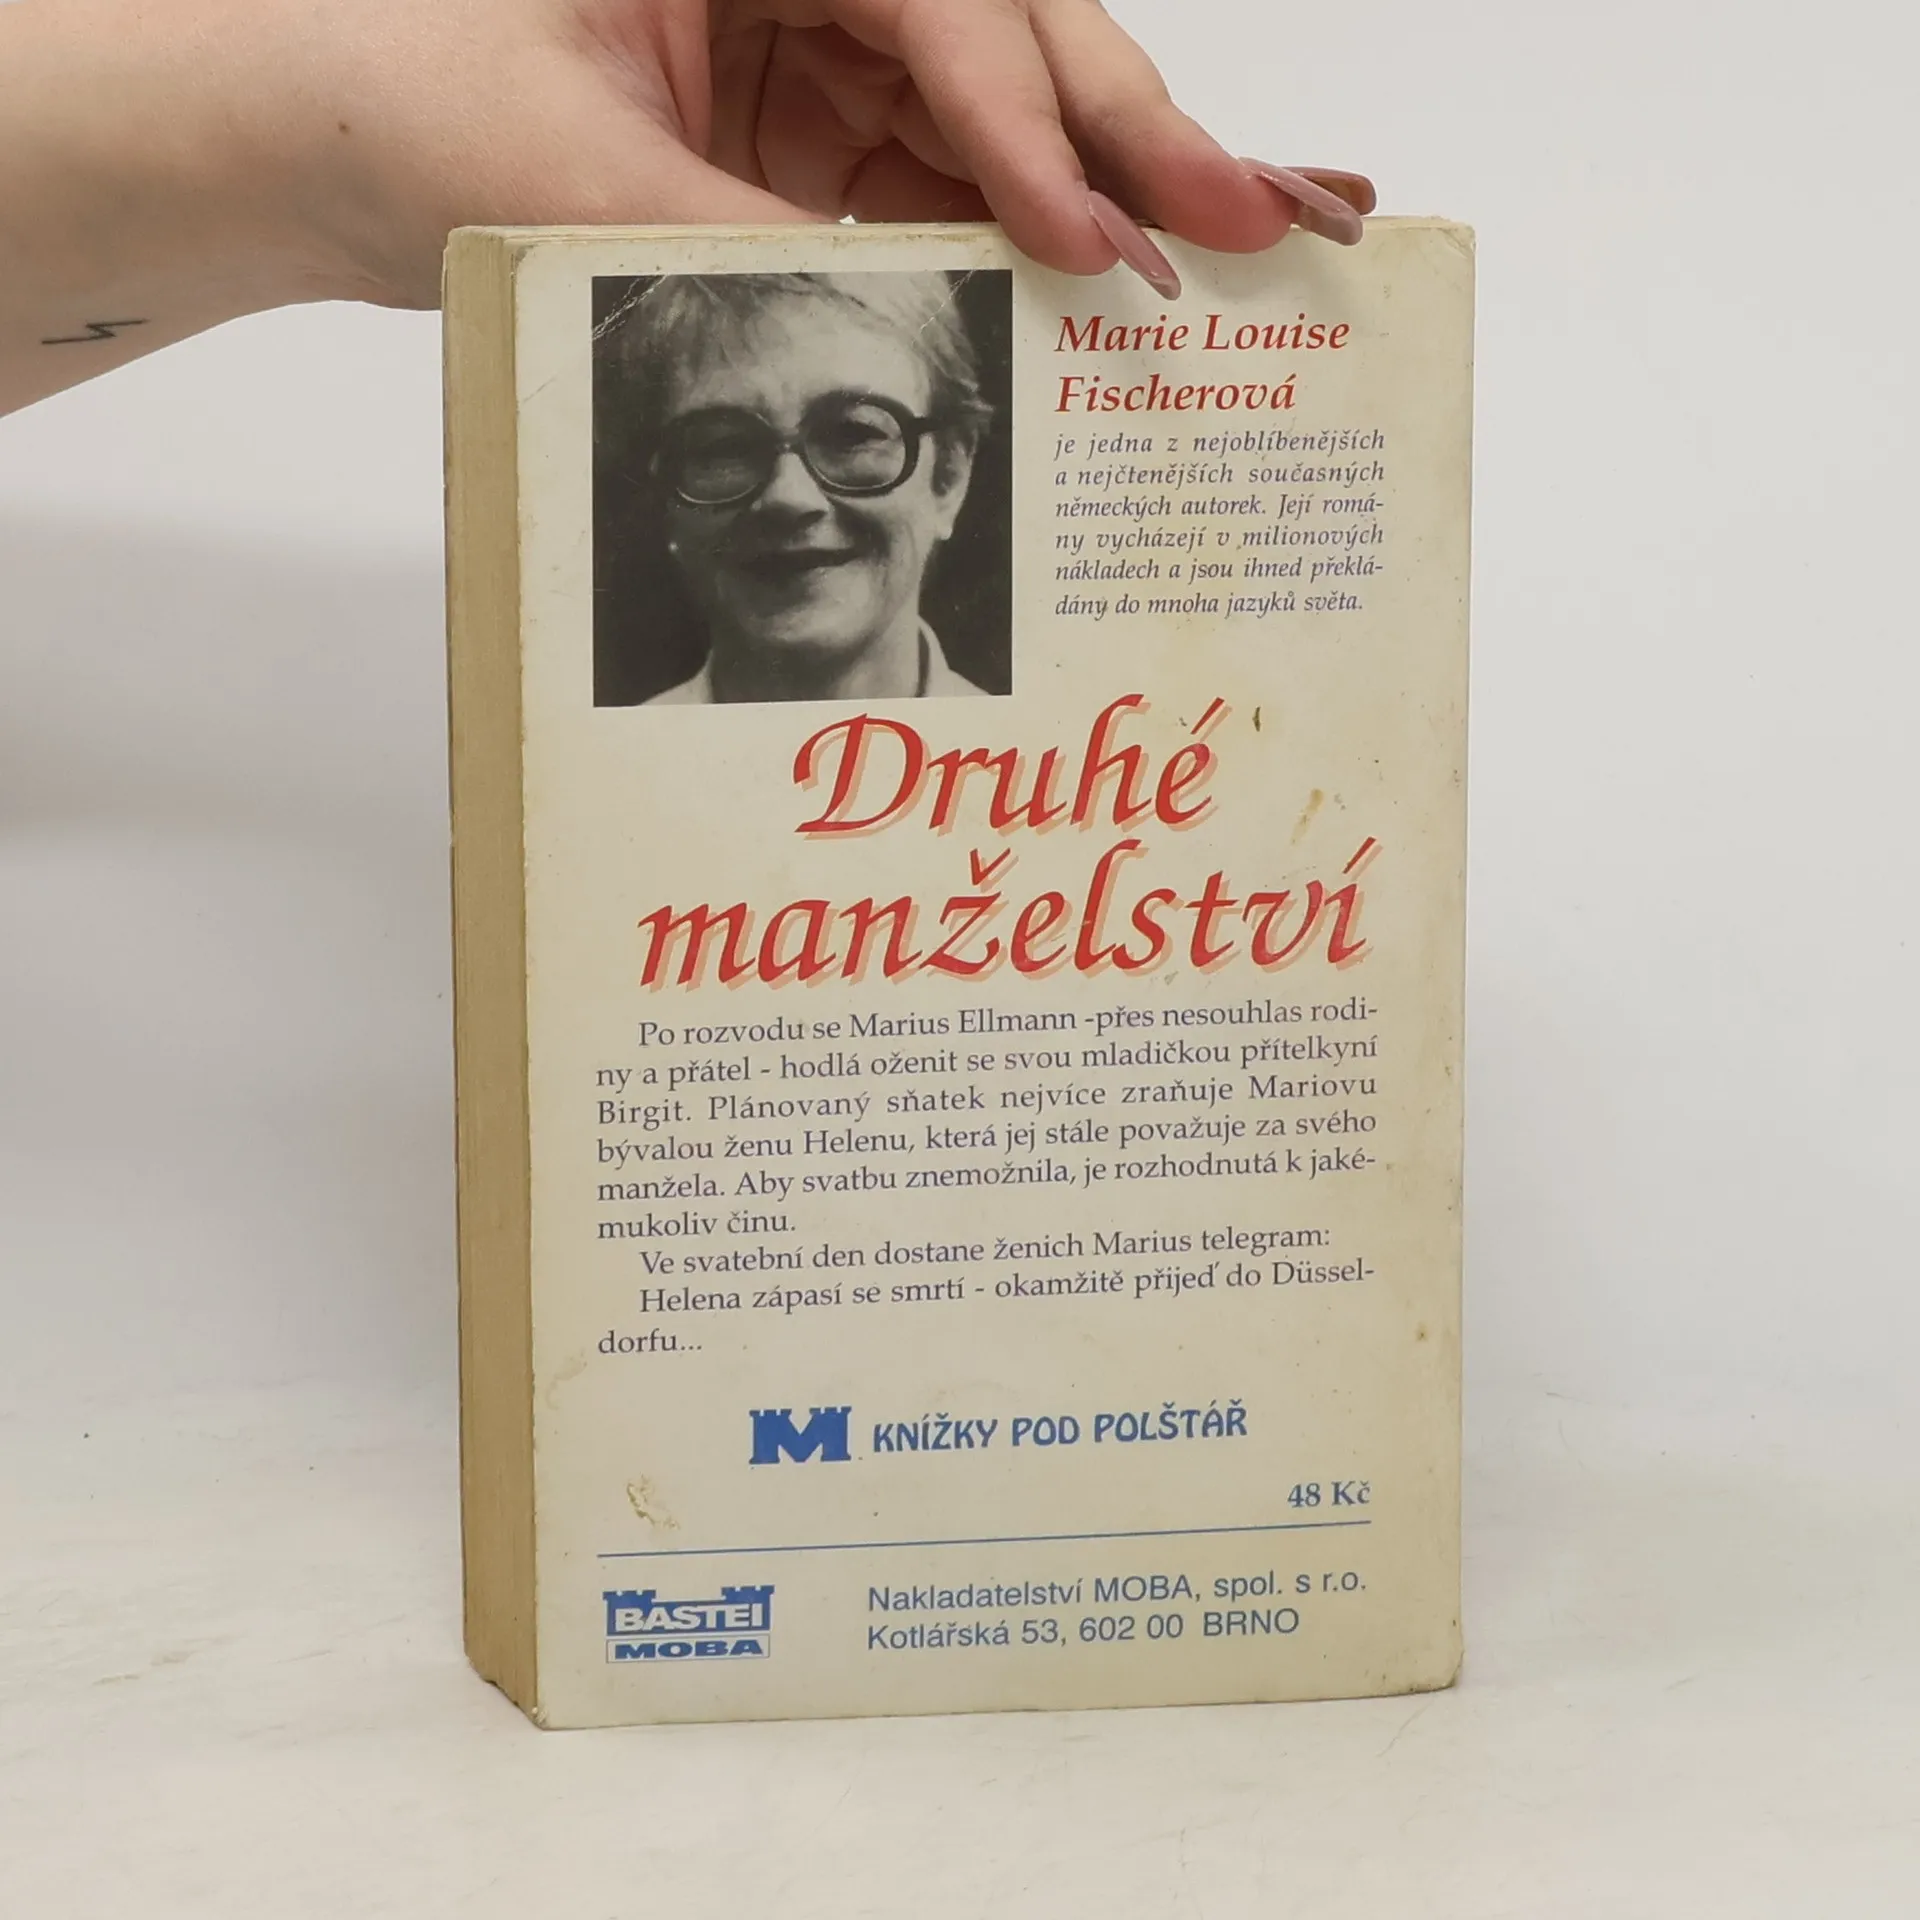 Marie Louise
Fischerová
je jedna z nejoblíbenějších
a nejčtenějších současných
německých autorek. Její romá-
ny vycházejí v milionových
nákladech a jsou ihned překlá-
dány do mnoha jazyků světa.
Druhé
manželství
Po rozvodu se Marius Ellmann -přes nesouhlas rodi-
ny a přátel - hodlá oženit se svou mladičkou přítelkyní
Birgit. Plánovaný sňatek nejvíce zraňuje Mariovu
bývalou ženu Helenu, která jej stále považuje za svého
manžela. Aby svatbu znemožnila, je rozhodnutá k jaké-
mukoliv činu.
Ve svatební den dostane ženich Marius telegram:
Helena zápasí se smrtí - okamžitě přijeď do Düssel-
dorfu...
M KNÍŽKY POD POLŠTÁŘ
48 Kč
BASTEI
MOBA
Nakladatelství MOBA, spol. s r.o.
Kotlářská 53, 602 00 BRNO